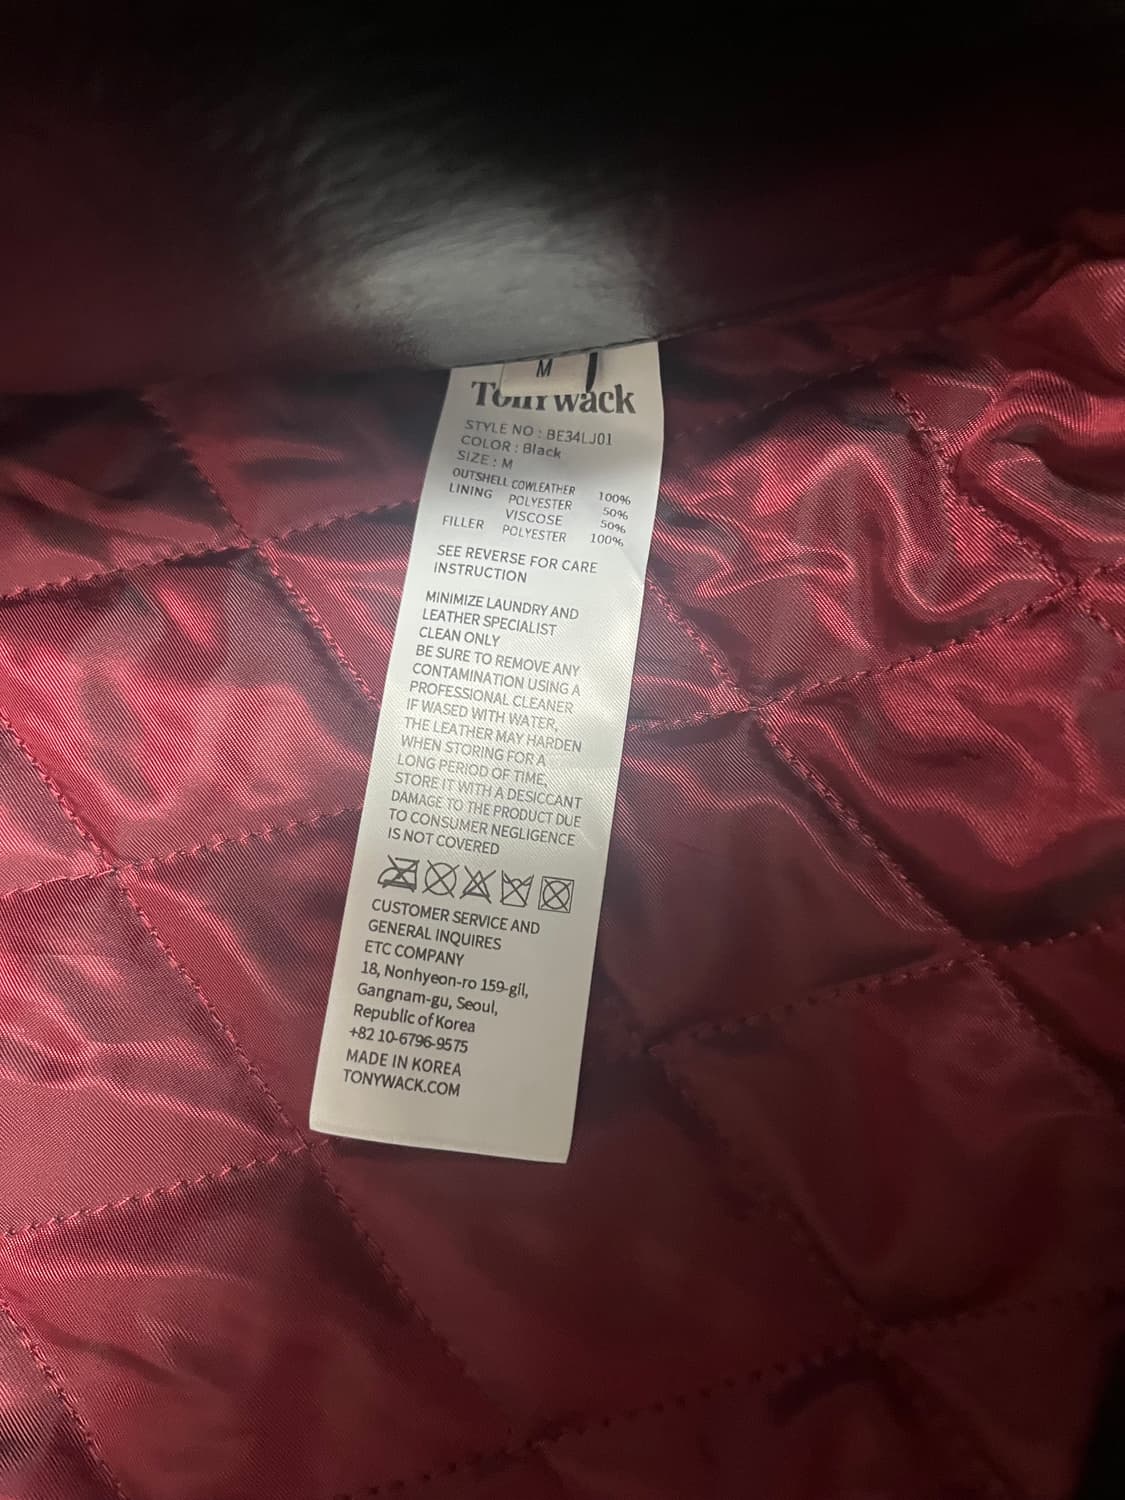 M
Tonywack
STYLE NO : BE34LJ01
COLOR : Black
SIZE : M
OUTSHELL COWLEATHER 100%
LINING POLYESTER 50%
VISCOSE 50%
FILLER POLYESTER 100%
SEE REVERSE FOR CARE
INSTRUCTION
MINIMIZE LAUNDRY AND
LEATHER SPECIALIST
CLEAN ONLY
BE SURE TO REMOVE ANY
CONTAMINATION USING A
PROFESSIONAL CLEANER
IF WASED WITH WATER,
THE LEATHER MAY HARDEN
WHEN STORING FOR A
LONG PERIOD OF TIME,
STORE IT WITH A DESICCANT
DAMAGE TO THE PRODUCT DUE
TO CONSUMER NEGLIGENCE
IS NOT COVERED
CUSTOMER SERVICE AND
GENERAL INQUIRES
ETC COMPANY
18, Nonhyeon-ro 159-gil,
Gangnam-gu, Seoul,
Republic of Korea
+82 10-6796-9575
MADE IN KOREA
TONYWACK.COM